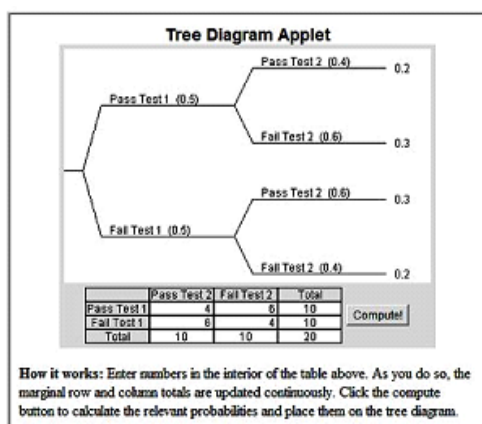 Tree Diagram Applet
Pass Test 2 (0.4)
0.2
Pass Test 1 (0.5)
Fail Test 2 (0.6)
0.3
Pass Test 2 (0.6)
0.3
Fail Test 1 (0.5)
Fail Test 2 (0.4)
0.2
Pass Test 2 Fail Test 2 Total
Pass Test 1 4 6 10
Fail Test 1 6 4 10
Total 10 10 20
Compute!
How it works: Enter numbers in the interior of the table above. As you do so, the
marginal row and column totals are updated continuously. Click the compute
button to calculate the relevant probabilities and place them on the tree diagram.